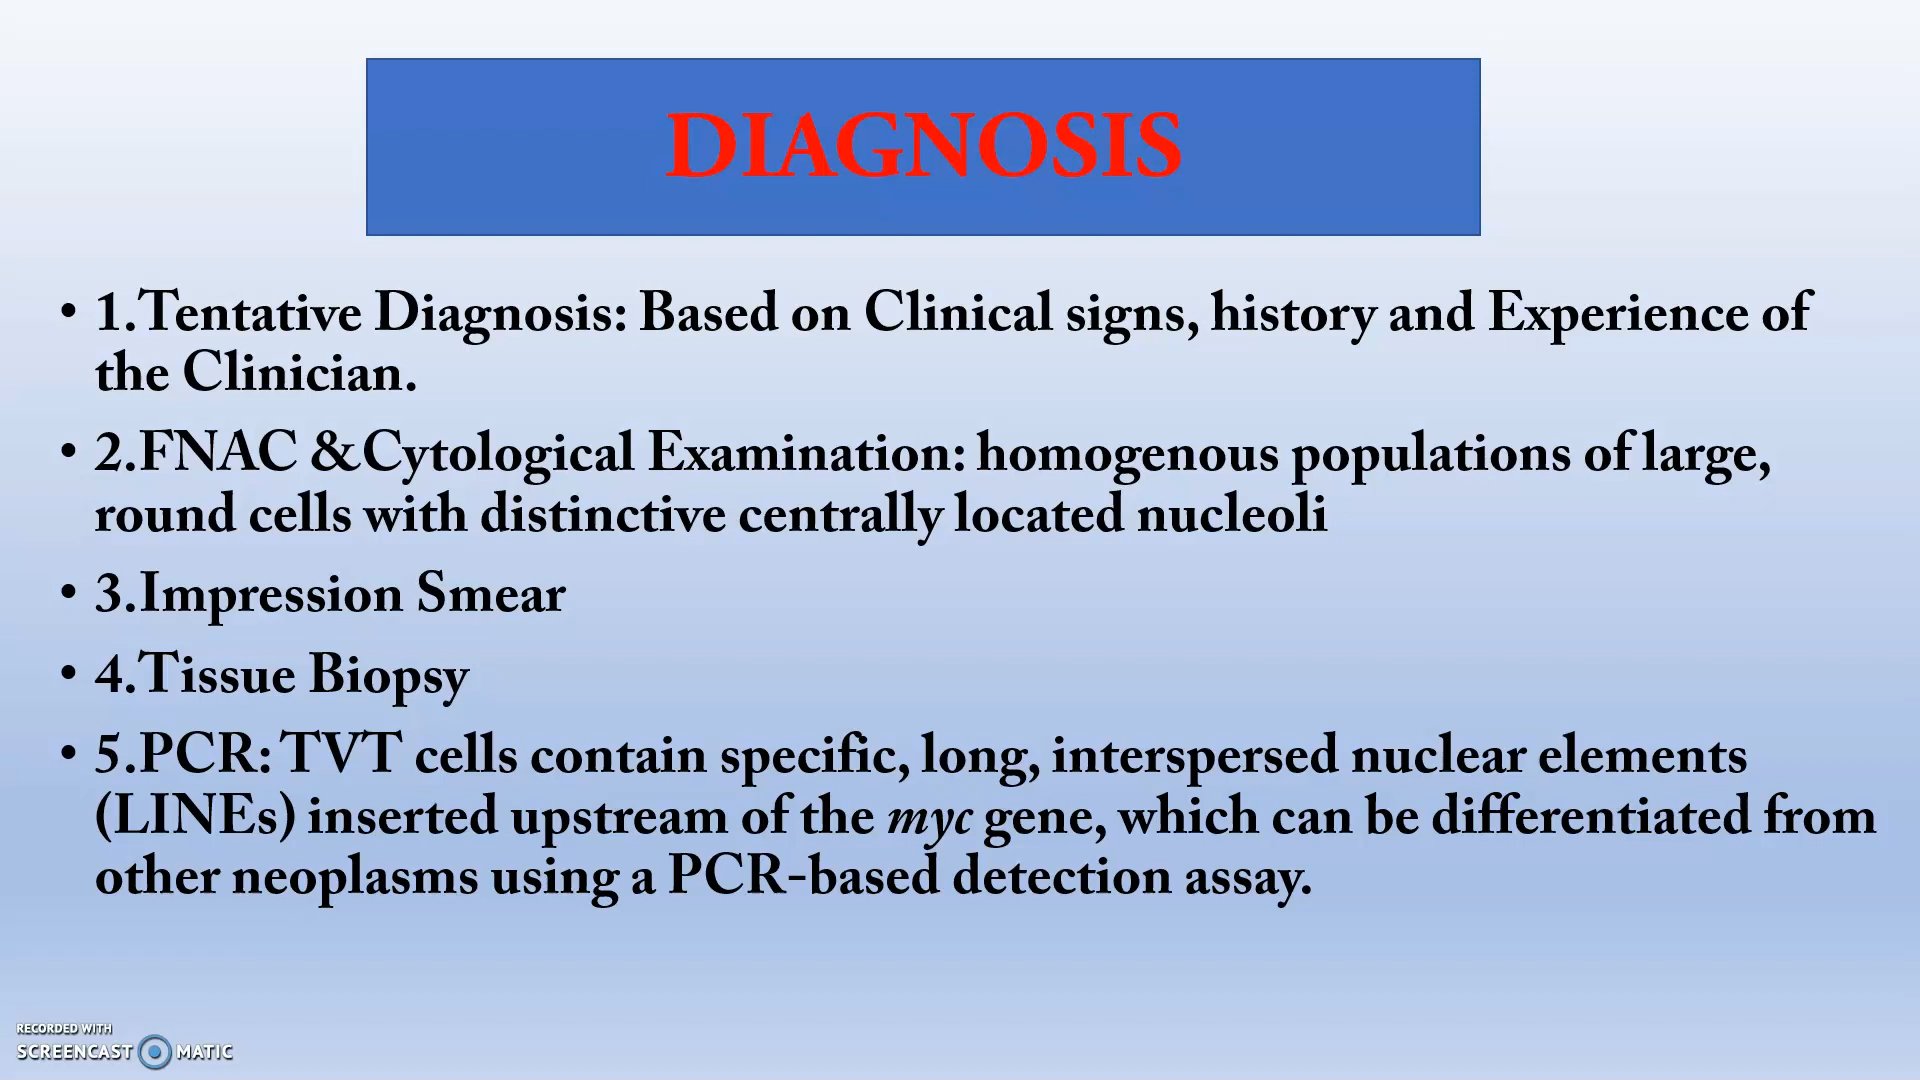 DIAGNOSIS
• 1.Tentative Diagnosis: Based on Clinical signs, history and Experience of
the Clinician.
• 2.FNAC &Cytological Examination: homogenous populations of large,
round cells with distinctive centrally located nucleoli
• 3.Impression Smear
• 4.Tissue Biopsy
• 5.PCR: TVT cells contain specific, long, interspersed nuclear elements
(LINEs) inserted upstream of the myc gene, which can be differentiated from
other neoplasms using a PCR-based detection assay.
RECORDED WITH
SCREENCAST MATIC